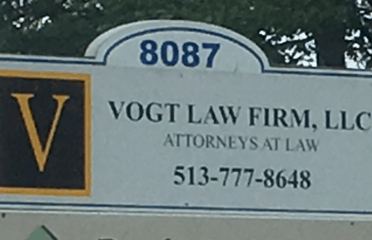 8087
V
VOGT LAW FIRM, LLC
ATTORNEYS AT LAW
513-777-8648